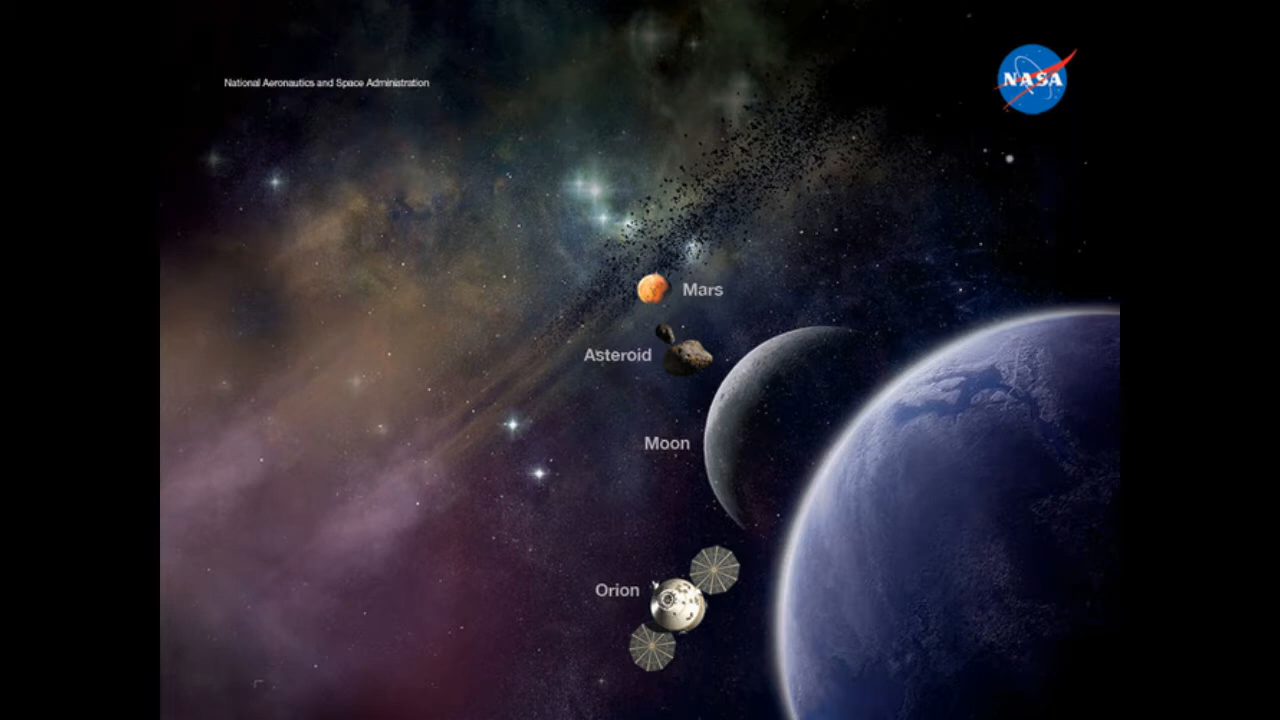 National Aeronautics and Space Administration
NASA
Mars
Asteroid
Moon
Orion